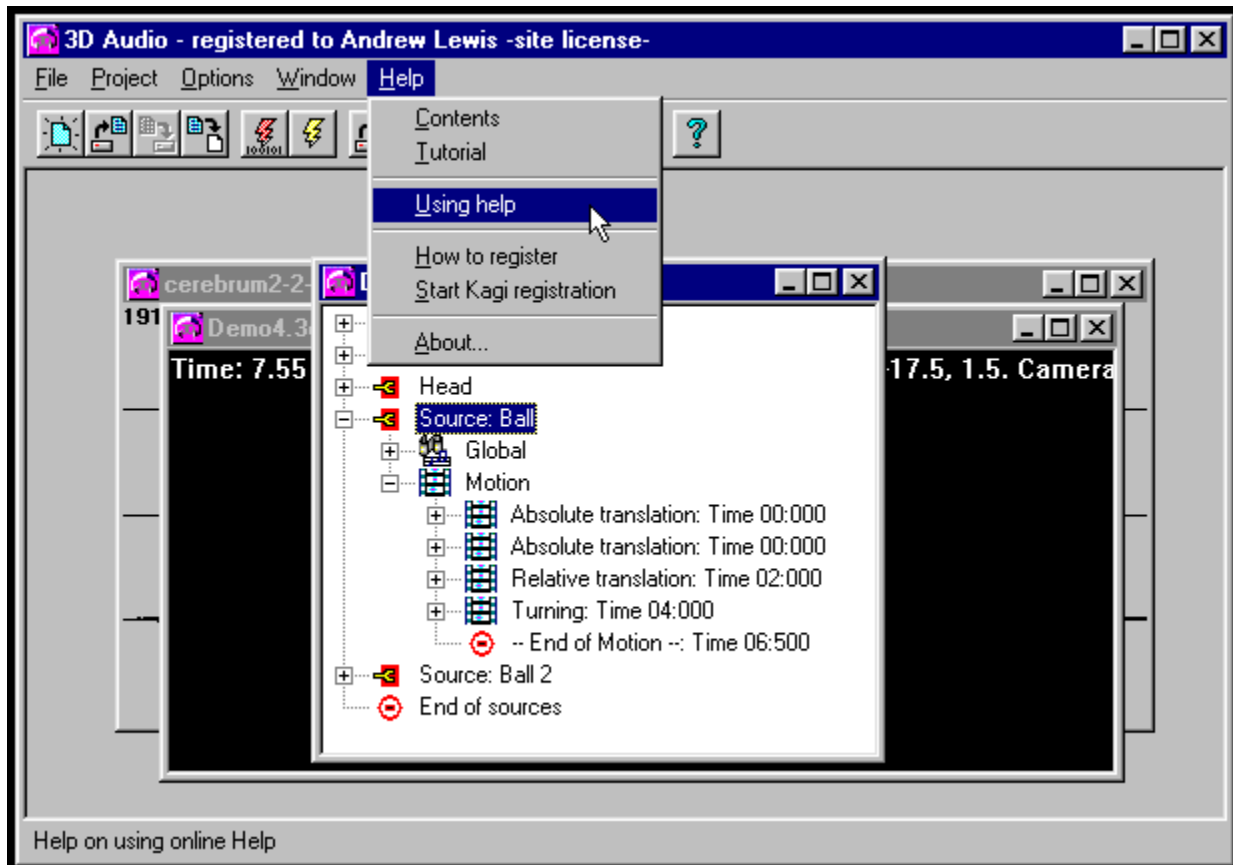 3D Audio - registered to Andrew Lewis -site license-
File Project Options Window Help
Contents
Tutorial
Using help
How to register
Start Kagi registration
About...
cerebrum2-2-
191
Demo4.3
Time: 7.55
17.5, 1.5. Camera
Head
Source: Ball
Global
Motion
Absolute translation: Time 00:000
Absolute translation: Time 00:000
Relative translation: Time 02:000
Turning: Time 04:000
-- End of Motion --: Time 06:500
Source: Ball 2
End of sources
Help on using online Help